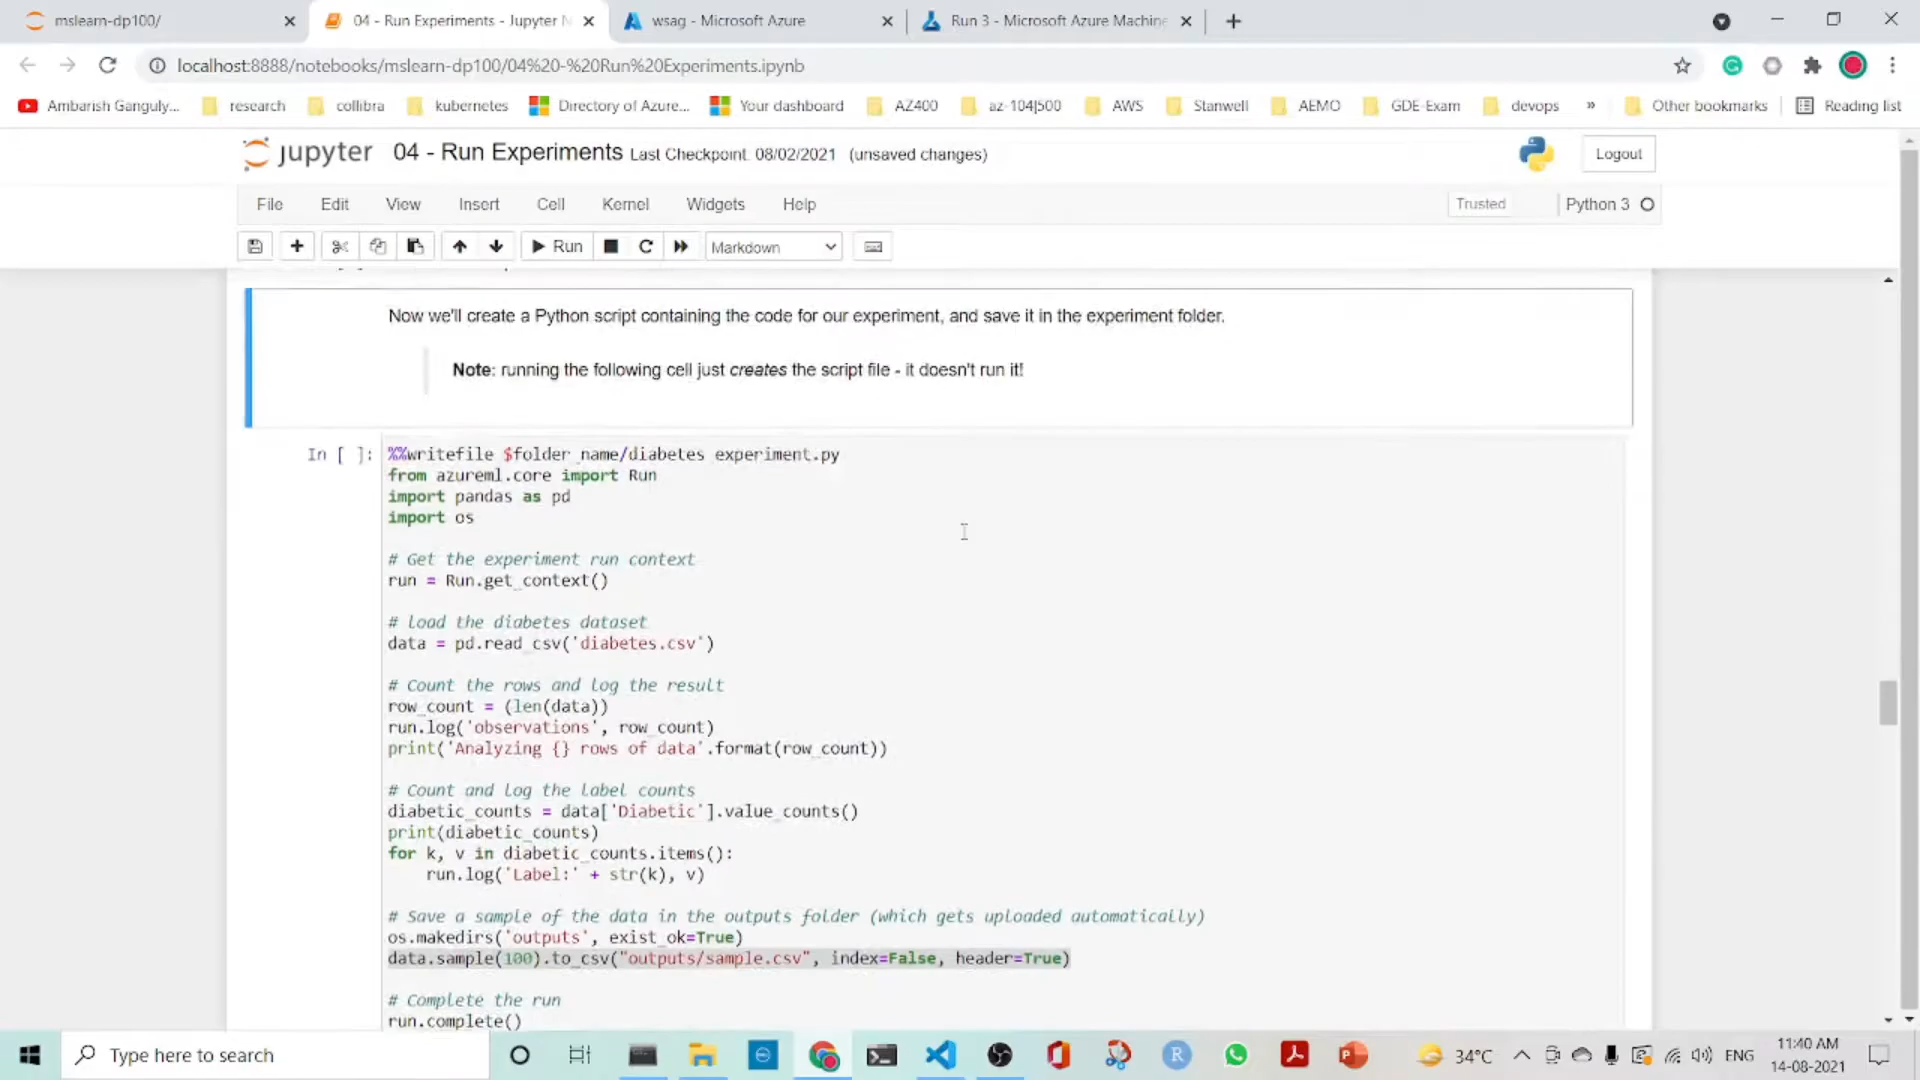 mslearn-dp100/
04 - Run Experiments - Jupyter N
wsag - Microsoft Azure
Run 3 - Microsoft Azure Machine
localhost:8888/notebooks/mslearn-dp100/04%20-%20Run%20Experiments.ipynb
Ambarish Ganguly... research collibra kubernetes Directory of Azure... Your dashboard AZ400 az-104|500 AWS Stanwell AEMO GDE-Exam devops » Other bookmarks Reading list
jupyter 04 - Run Experiments Last Checkpoint: 08/02/2021 (unsaved changes)
Logout
File Edit View Insert Cell Kernel Widgets Help
Trusted Python 3
Run Markdown
Now we'll create a Python script containing the code for our experiment, and save it in the experiment folder.
Note: running the following cell just creates the script file - it doesn't run it!
In [ ]: %%writefile $folder_name/diabetes_experiment.py
from azureml.core import Run
import pandas as pd
import os
# Get the experiment run context
run = Run.get_context()
# load the diabetes dataset
data = pd.read_csv('diabetes.csv')
# Count the rows and log the result
row_count = (len(data))
run.log('observations', row_count)
print('Analyzing {} rows of data'.format(row_count))
# Count and log the label counts
diabetic_counts = data['Diabetic'].value_counts()
print(diabetic_counts)
for k, v in diabetic_counts.items():
run.log('Label:' + str(k), v)
# Save a sample of the data in the outputs folder (which gets uploaded automatically)
os.makedirs('outputs', exist_ok=True)
data.sample(100).to_csv("outputs/sample.csv", index=False, header=True)
# Complete the run
run.complete()
Type here to search
34°C
ENG
11:40 AM
14-08-2021